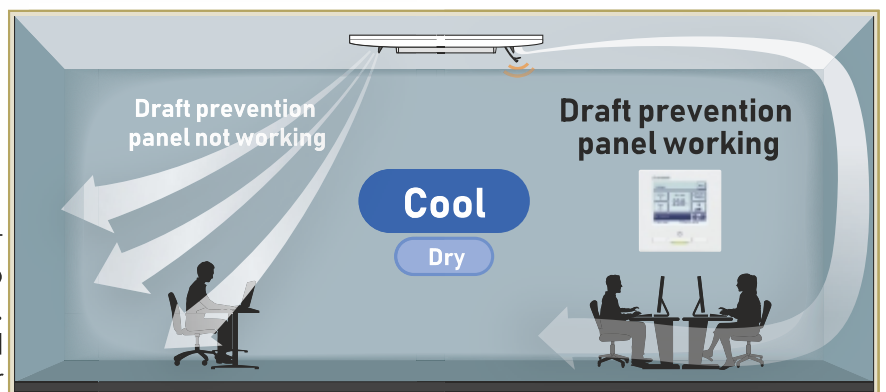 Draft prevention
panel not working
Draft prevention
panel working
Cool
Dry